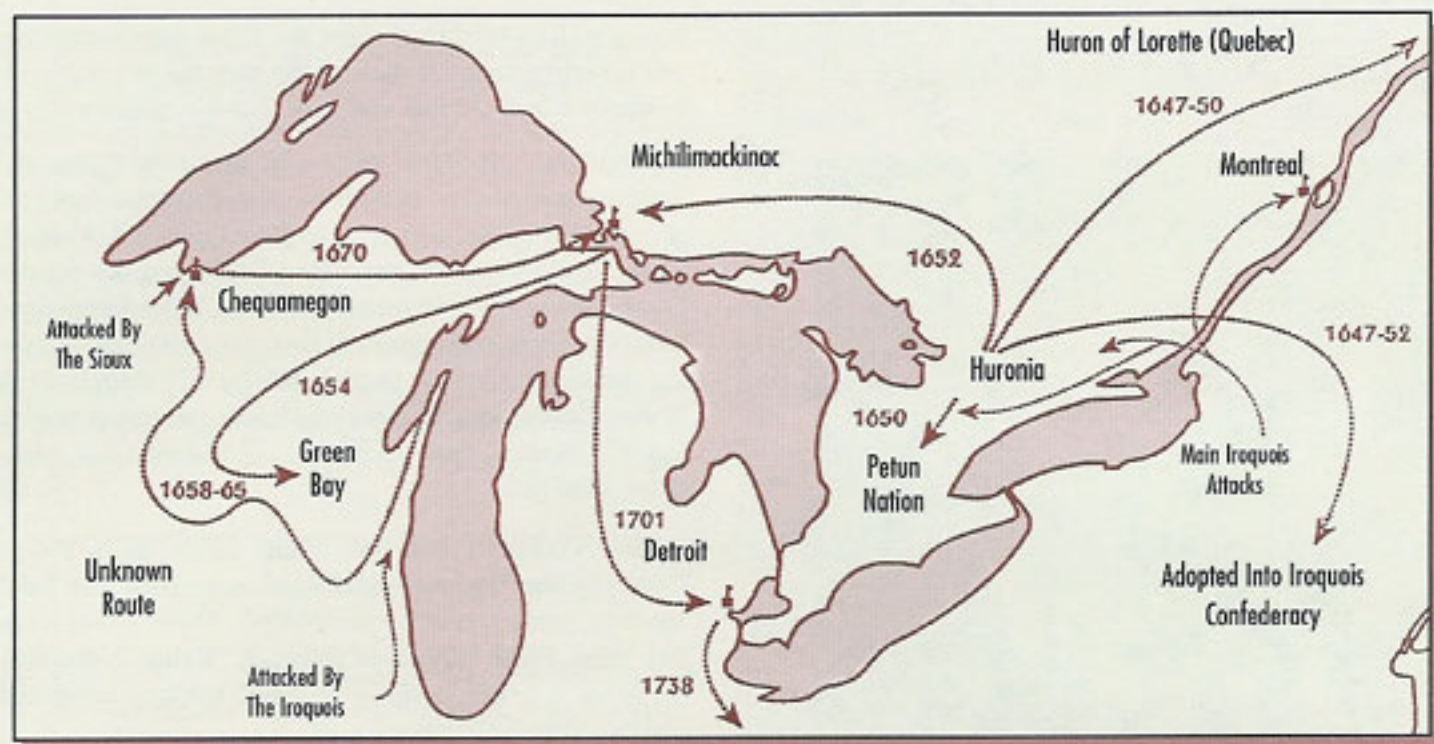 Huron of Lorette (Quebec)
1647-50
Michilimackinac
Montreal
1670
1652
Chequamegon
Attacked By
The Sioux
1647-52
Huronia
1654
1650
Green
Bay
Petun
Nation
Main Iroquois
Attacks
1658-65
1701
Detroit
Unknown
Route
Adopted Into Iroquois
Confederacy
Attacked By
The Iroquois
1738